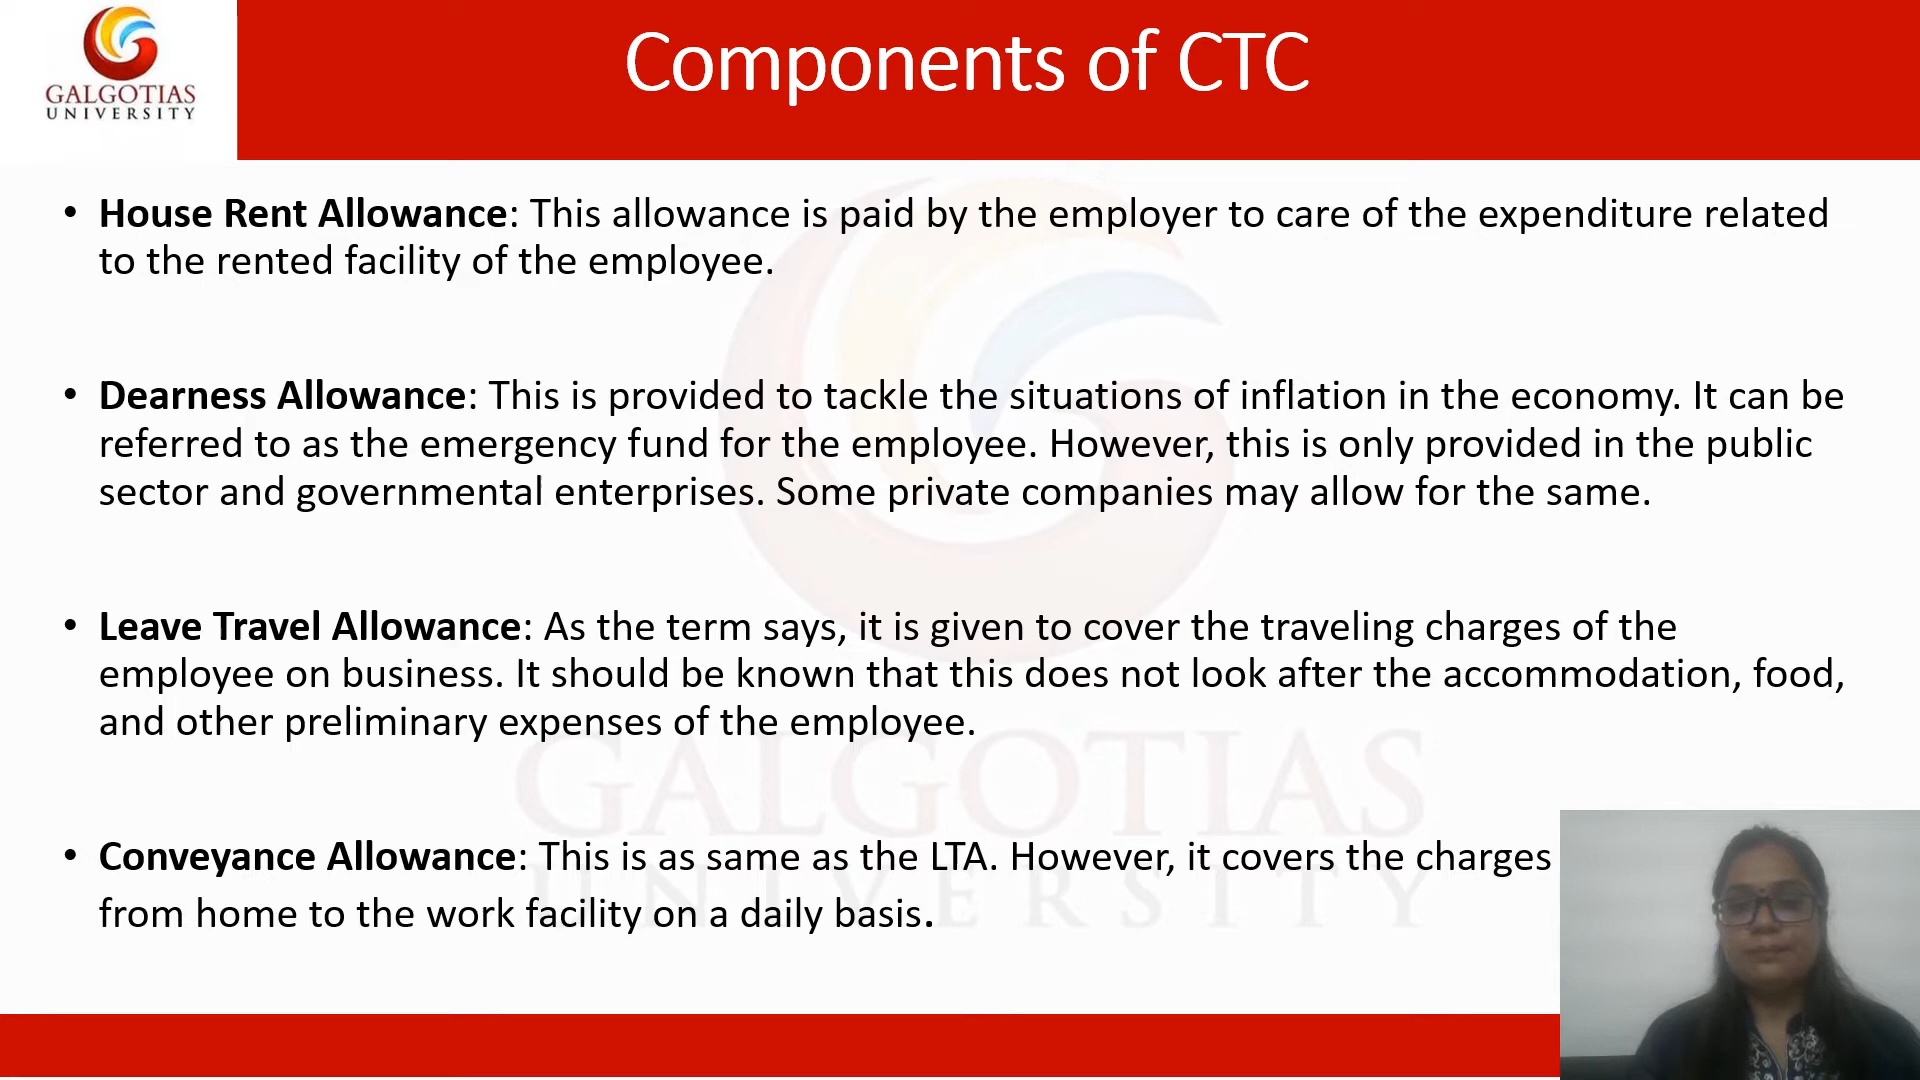 GALGOTIAS
UNIVERSITY
Components of CTC
• House Rent Allowance: This allowance is paid by the employer to care of the expenditure related
to the rented facility of the employee.
• Dearness Allowance: This is provided to tackle the situations of inflation in the economy. It can be
referred to as the emergency fund for the employee. However, this is only provided in the public
sector and governmental enterprises. Some private companies may allow for the same.
• Leave Travel Allowance: As the term says, it is given to cover the traveling charges of the
employee on business. It should be known that this does not look after the accommodation, food,
and other preliminary expenses of the employee.
GALGOTIAS
• Conveyance Allowance: This is as same as the LTA. However, it covers the charges
UNIVERSITY
from home to the work facility on a daily basis.